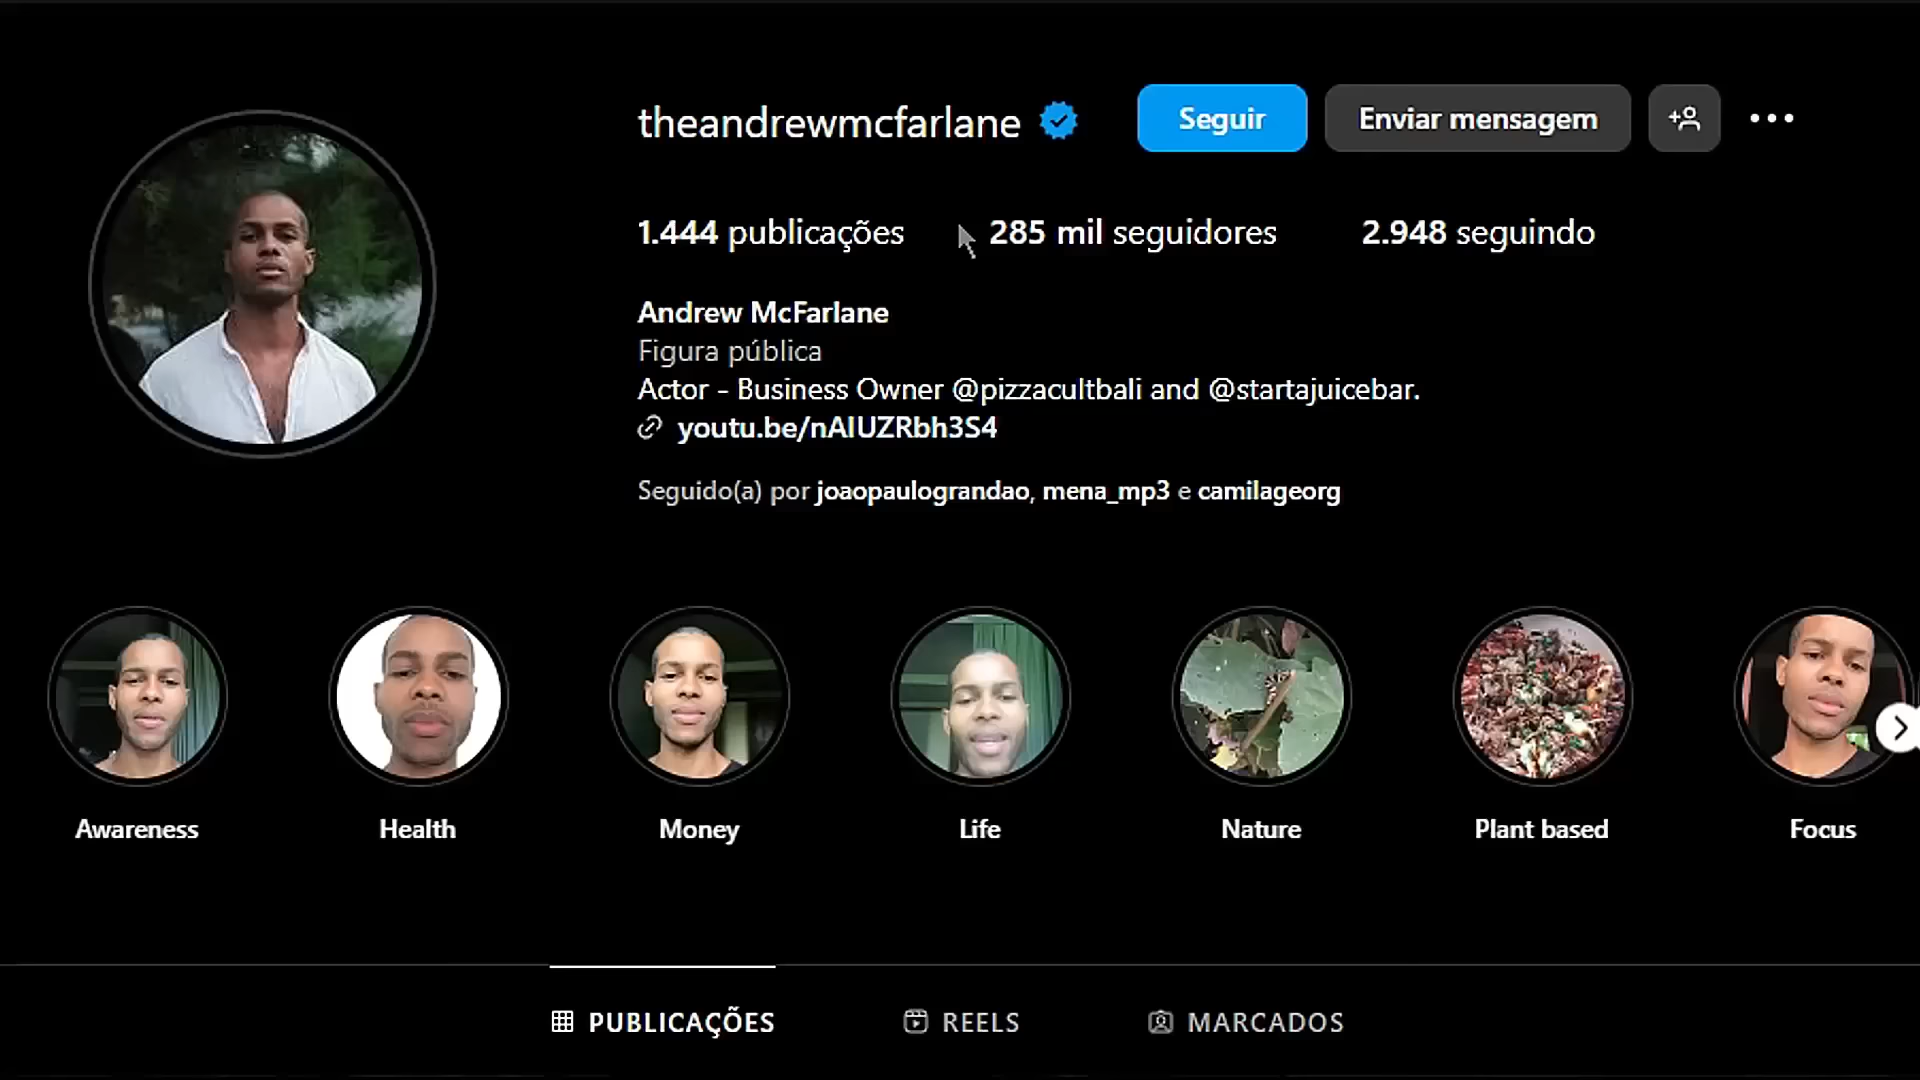 theandrewmcfarlane
Seguir
Enviar mensagem
1.444 publicações
285 mil seguidores
2.948 seguindo
Andrew McFarlane
Figura pública
Actor - Business Owner @pizzacultbali and @startajuicebar.
youtu.be/nAIUZRbh3S4
Seguido(a) por joaopaulograndao, mena_mp3 e camilageorg
Awareness
Health
Money
Life
Nature
Plant based
Focus
PUBLICAÇÕES
REELS
MARCADOS